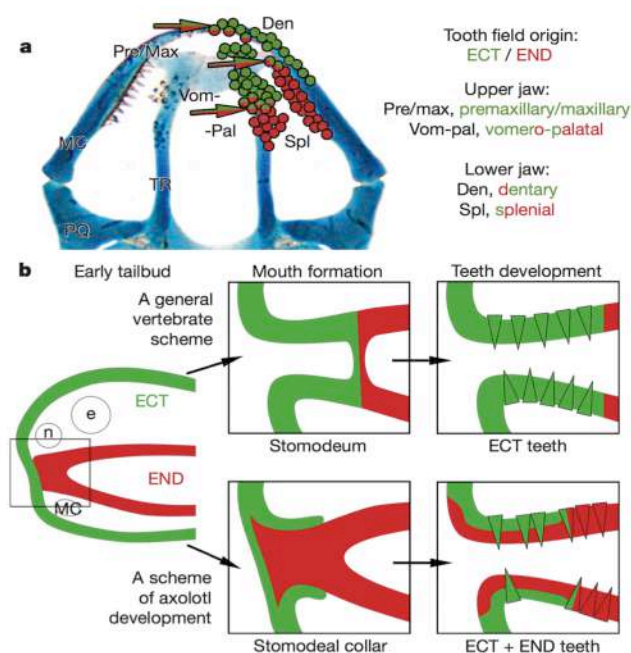 a
Den
Pre/Max
Vom-
-Pal
Spl
MC
TR
PQ
Tooth field origin:
ECT / END
Upper jaw:
Pre/max, premaxillary/maxillary
Vom-pal, vomero-palatal
Lower jaw:
Den, dentary
Spl, splenial
b
Early tailbud
Mouth formation
Teeth development
A general
vertebrate
scheme
ECT
e
n
END
MC
Stomodeum
ECT teeth
A scheme
of axolotl
development
Stomodeal collar
ECT + END teeth